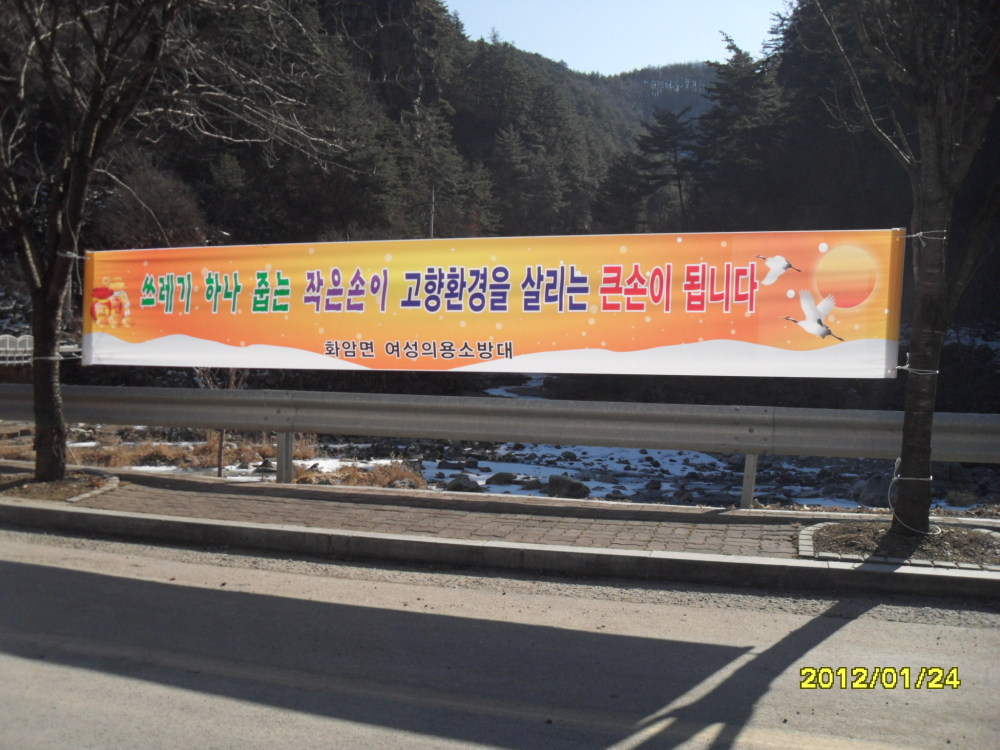 쓰레기 하나 줍는 작은손이 고향환경을 살리는 큰손이 됩니다
화암면 여성의용소방대
2012/01/24